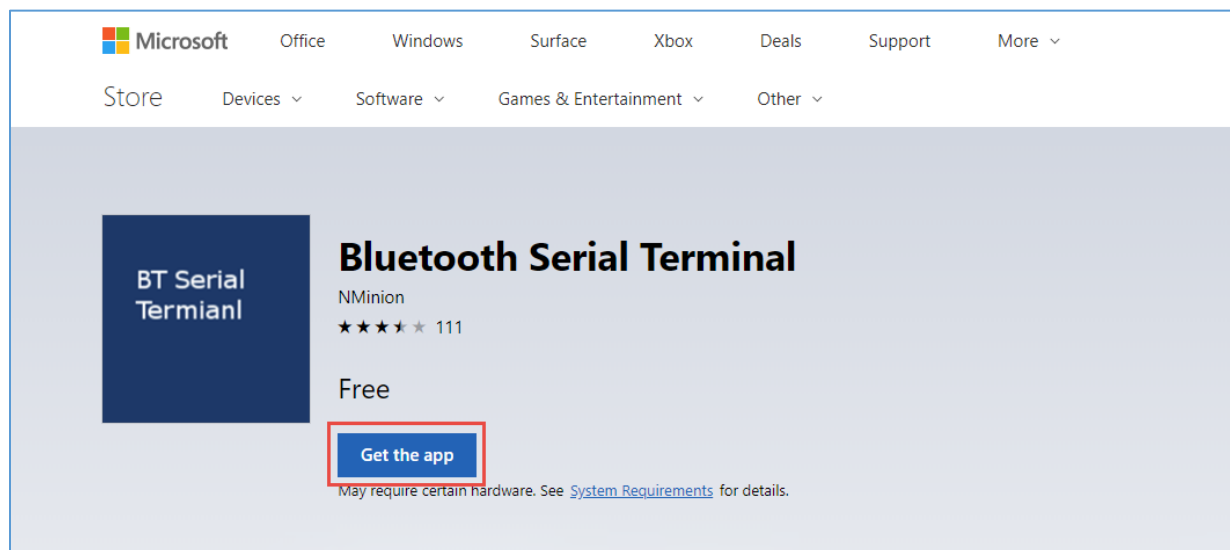 Microsoft Office Windows Surface Xbox Deals Support More
Store Devices Software Games & Entertainment Other
BT Serial
Termianl
Bluetooth Serial Terminal
NMinion
111
Free
Get the app
May require certain hardware. See System Requirements for details.